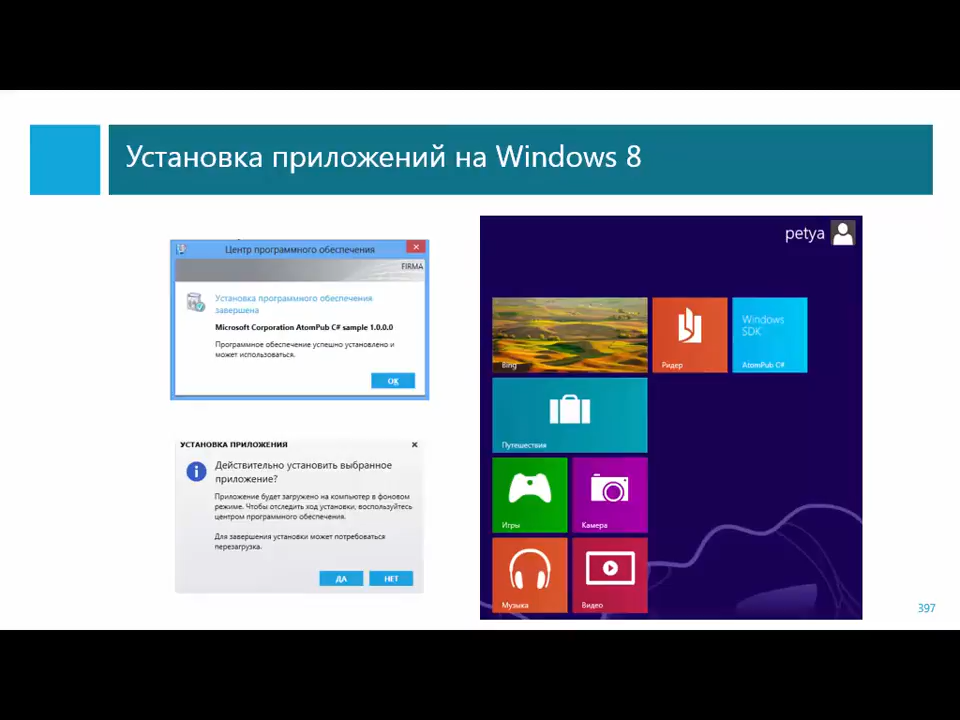 Установка приложений на Windows 8
Центр программного обеспечения
FIRMA
Установка программного обеспечения
завершена
Microsoft Corporation AtomPub C# sample 1.0.0.0
Программное обеспечение успешно установлено и
может использоваться.
OK
УСТАНОВКА ПРИЛОЖЕНИЯ
Действительно установить выбранное
приложение?
Приложение будет загружено на компьютер в фоновом
режиме. Чтобы отследить ход установки, воспользуйтесь
центром программного обеспечения.
Для завершения установки может потребоваться
перезагрузка.
ДА
НЕТ
petya
Bing
Ридер
Windows
SDK
AtomPub C#
Путешествия
Игры
Камера
Музыка
Видео
397